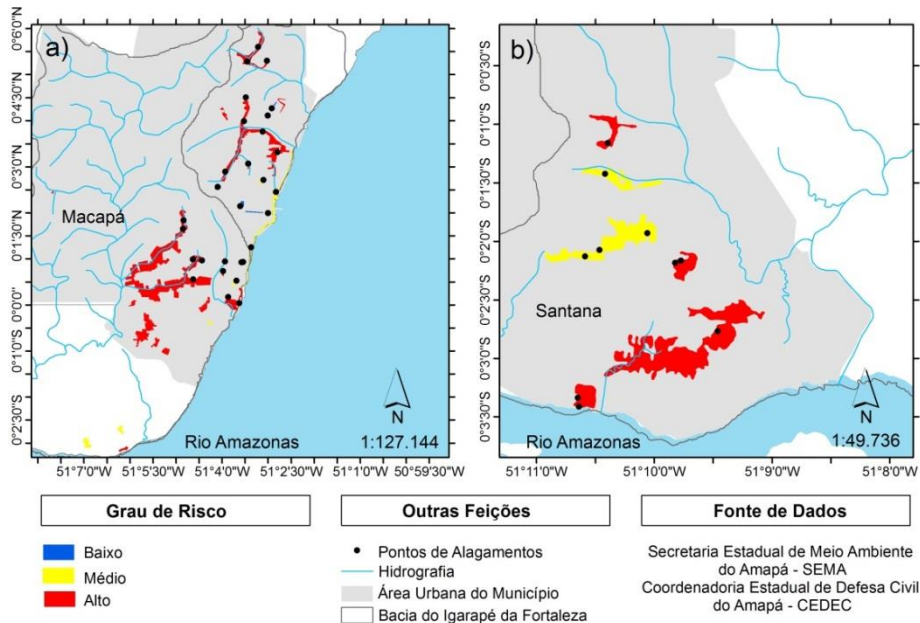 a)
0°6'0"N
0°4'30"N
0°3'0"N
0°1'30"N
0°0'0"
0°1'0"S
0°2'30"S
Macapá
N
Rio Amazonas
1:127.144
51°7'0"W
51°5'30"W
51°4'0"W
51°2'30"W
51°1'0"W
50°59'30"W
b)
0°0'30"S
0°1'0"S
0°1'30"S
0°2'0"S
0°2'30"S
0°3'0"S
0°3'30"S
Santana
N
Rio Amazonas
1:49.736
51°11'0"W
51°10'0"W
51°9'0"W
51°8'0"W
Grau de Risco
Baixo
Médio
Alto
Outras Feições
Pontos de Alagamentos
Hidrografia
Área Urbana do Município
Bacia do Igarapé da Fortaleza
Fonte de Dados
Secretaria Estadual de Meio Ambiente
do Amapá - SEMA
Coordenadoria Estadual de Defesa Civil
do Amapá - CEDEC